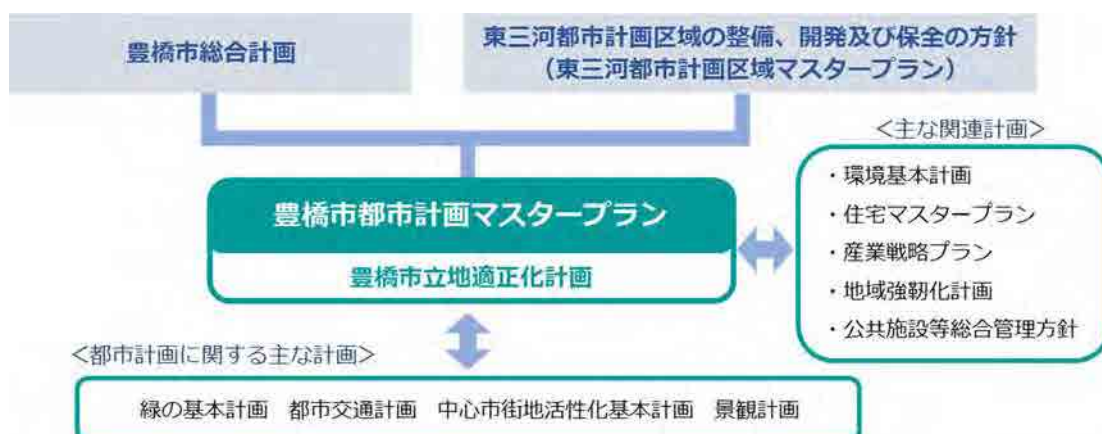 豊橋市総合計画
東三河都市計画区域の整備、開発及び保全の方針
(東三河都市計画区域マスタープラン)
<主な関連計画>
・環境基本計画
・住宅マスタープラン
・産業戦略プラン
・地域強靭化計画
・公共施設等総合管理方針
豊橋市都市計画マスタープラン
豊橋市立地適正化計画
<都市計画に関する主な計画>
緑の基本計画 都市交通計画 中心市街地活性化基本計画 景観計画